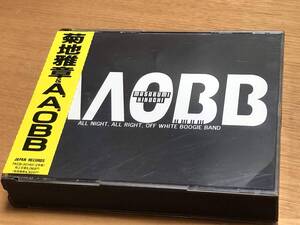 菊地雅章&AAOBB
JAPAN RECORDS
MASABUMI
KIKUCHI
AAOBB
ALL NIGHT, ALL RIGHT, OFF WHITE BOOGIE BAND